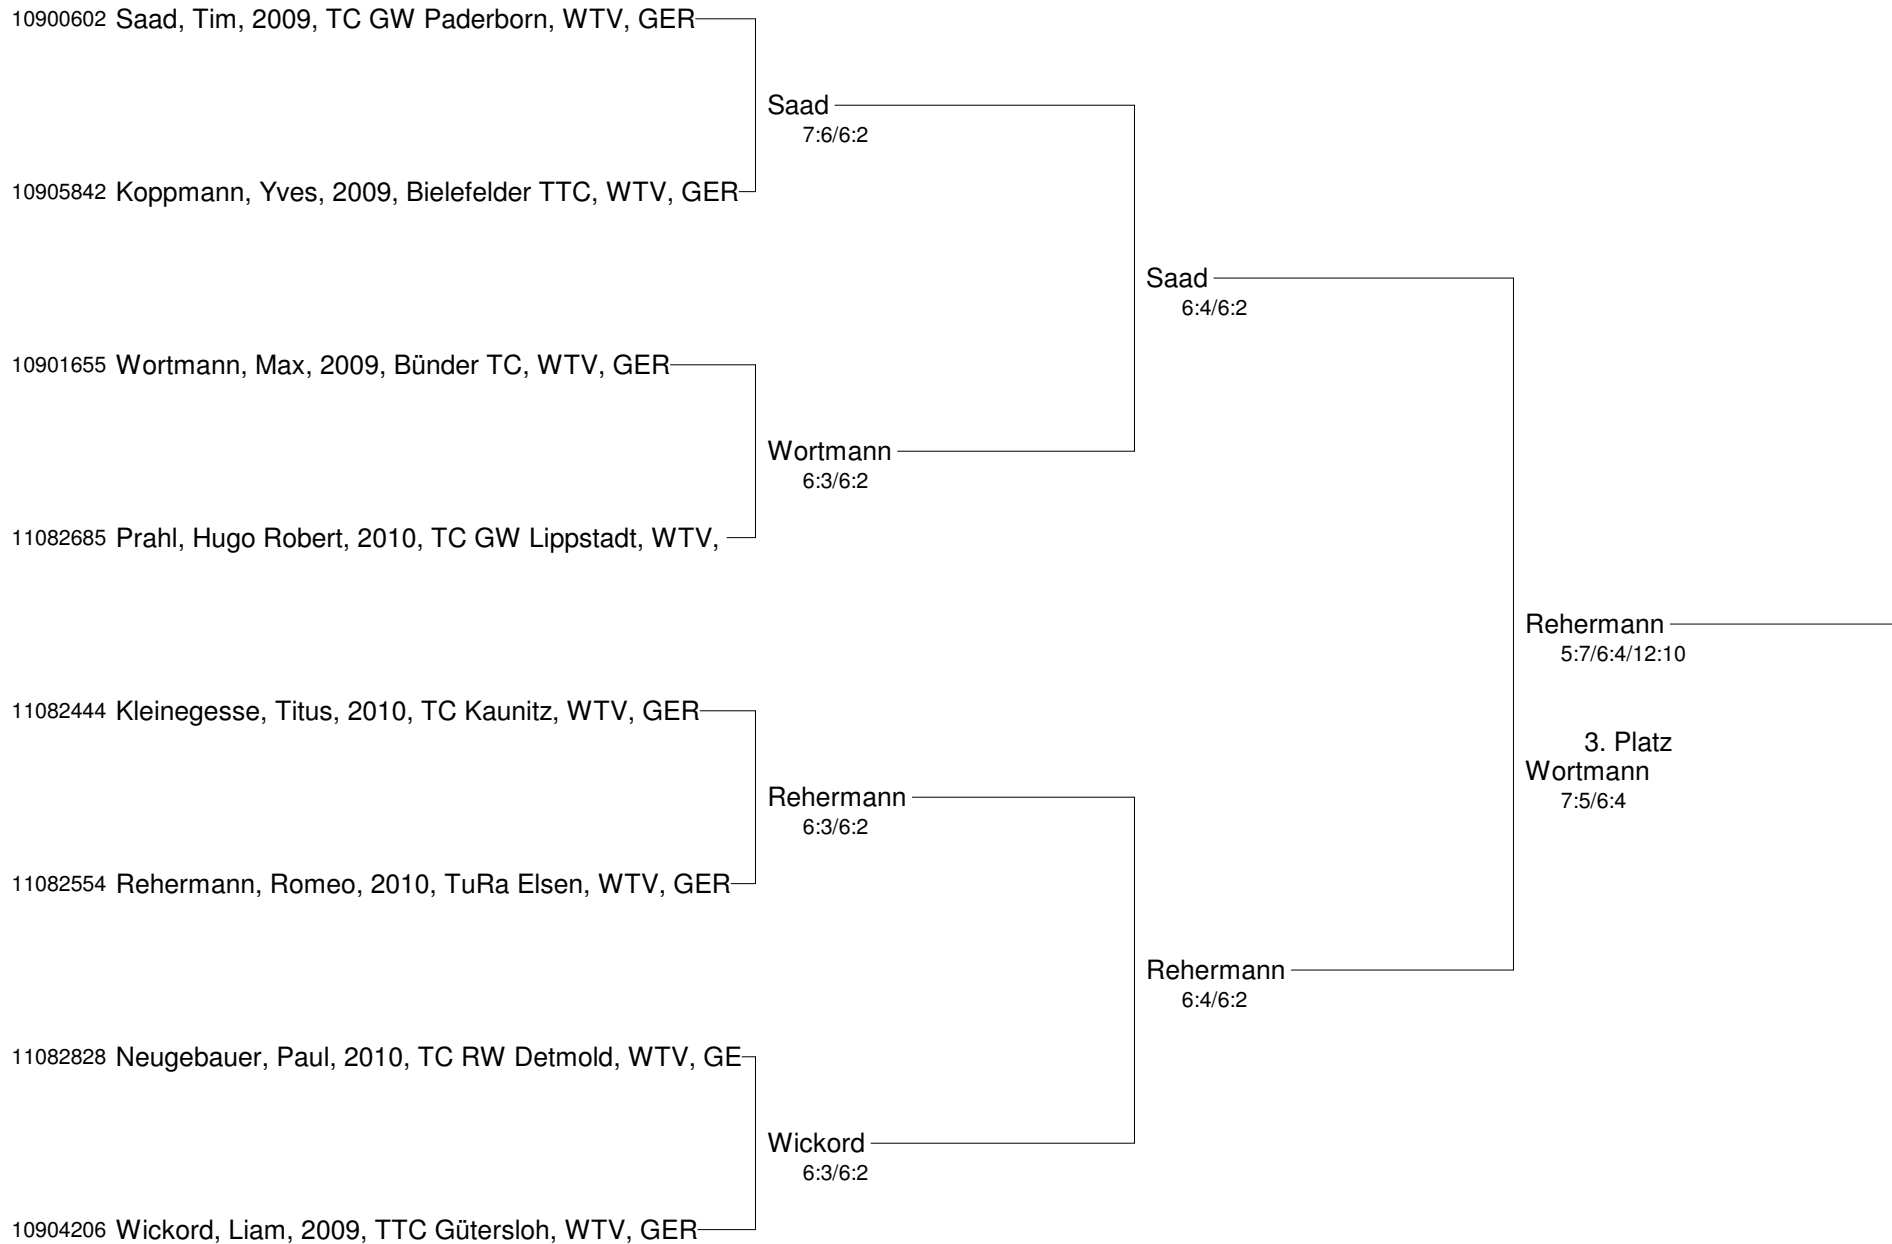 10900602 Saad, Tim, 2009, TC GW Paderborn, WTV, GER
Saad
7:6/6:2
10905842 Koppmann, Yves, 2009, Bielefelder TTC, WTV, GER
Saad
6:4/6:2
10901655 Wortmann, Max, 2009, Bünder TC, WTV, GER
Wortmann
6:3/6:2
11082685 Prahl, Hugo Robert, 2010, TC GW Lippstadt, WTV,
Rehermann
5:7/6:4/12:10
11082444 Kleinegesse, Titus, 2010, TC Kaunitz, WTV, GER
3. Platz
Wortmann
7:5/6:4
Rehermann
6:3/6:2
11082554 Rehermann, Romeo, 2010, TuRa Elsen, WTV, GER
Rehermann
6:4/6:2
11082828 Neugebauer, Paul, 2010, TC RW Detmold, WTV, GE
Wickord
6:3/6:2
10904206 Wickord, Liam, 2009, TTC Gütersloh, WTV, GER